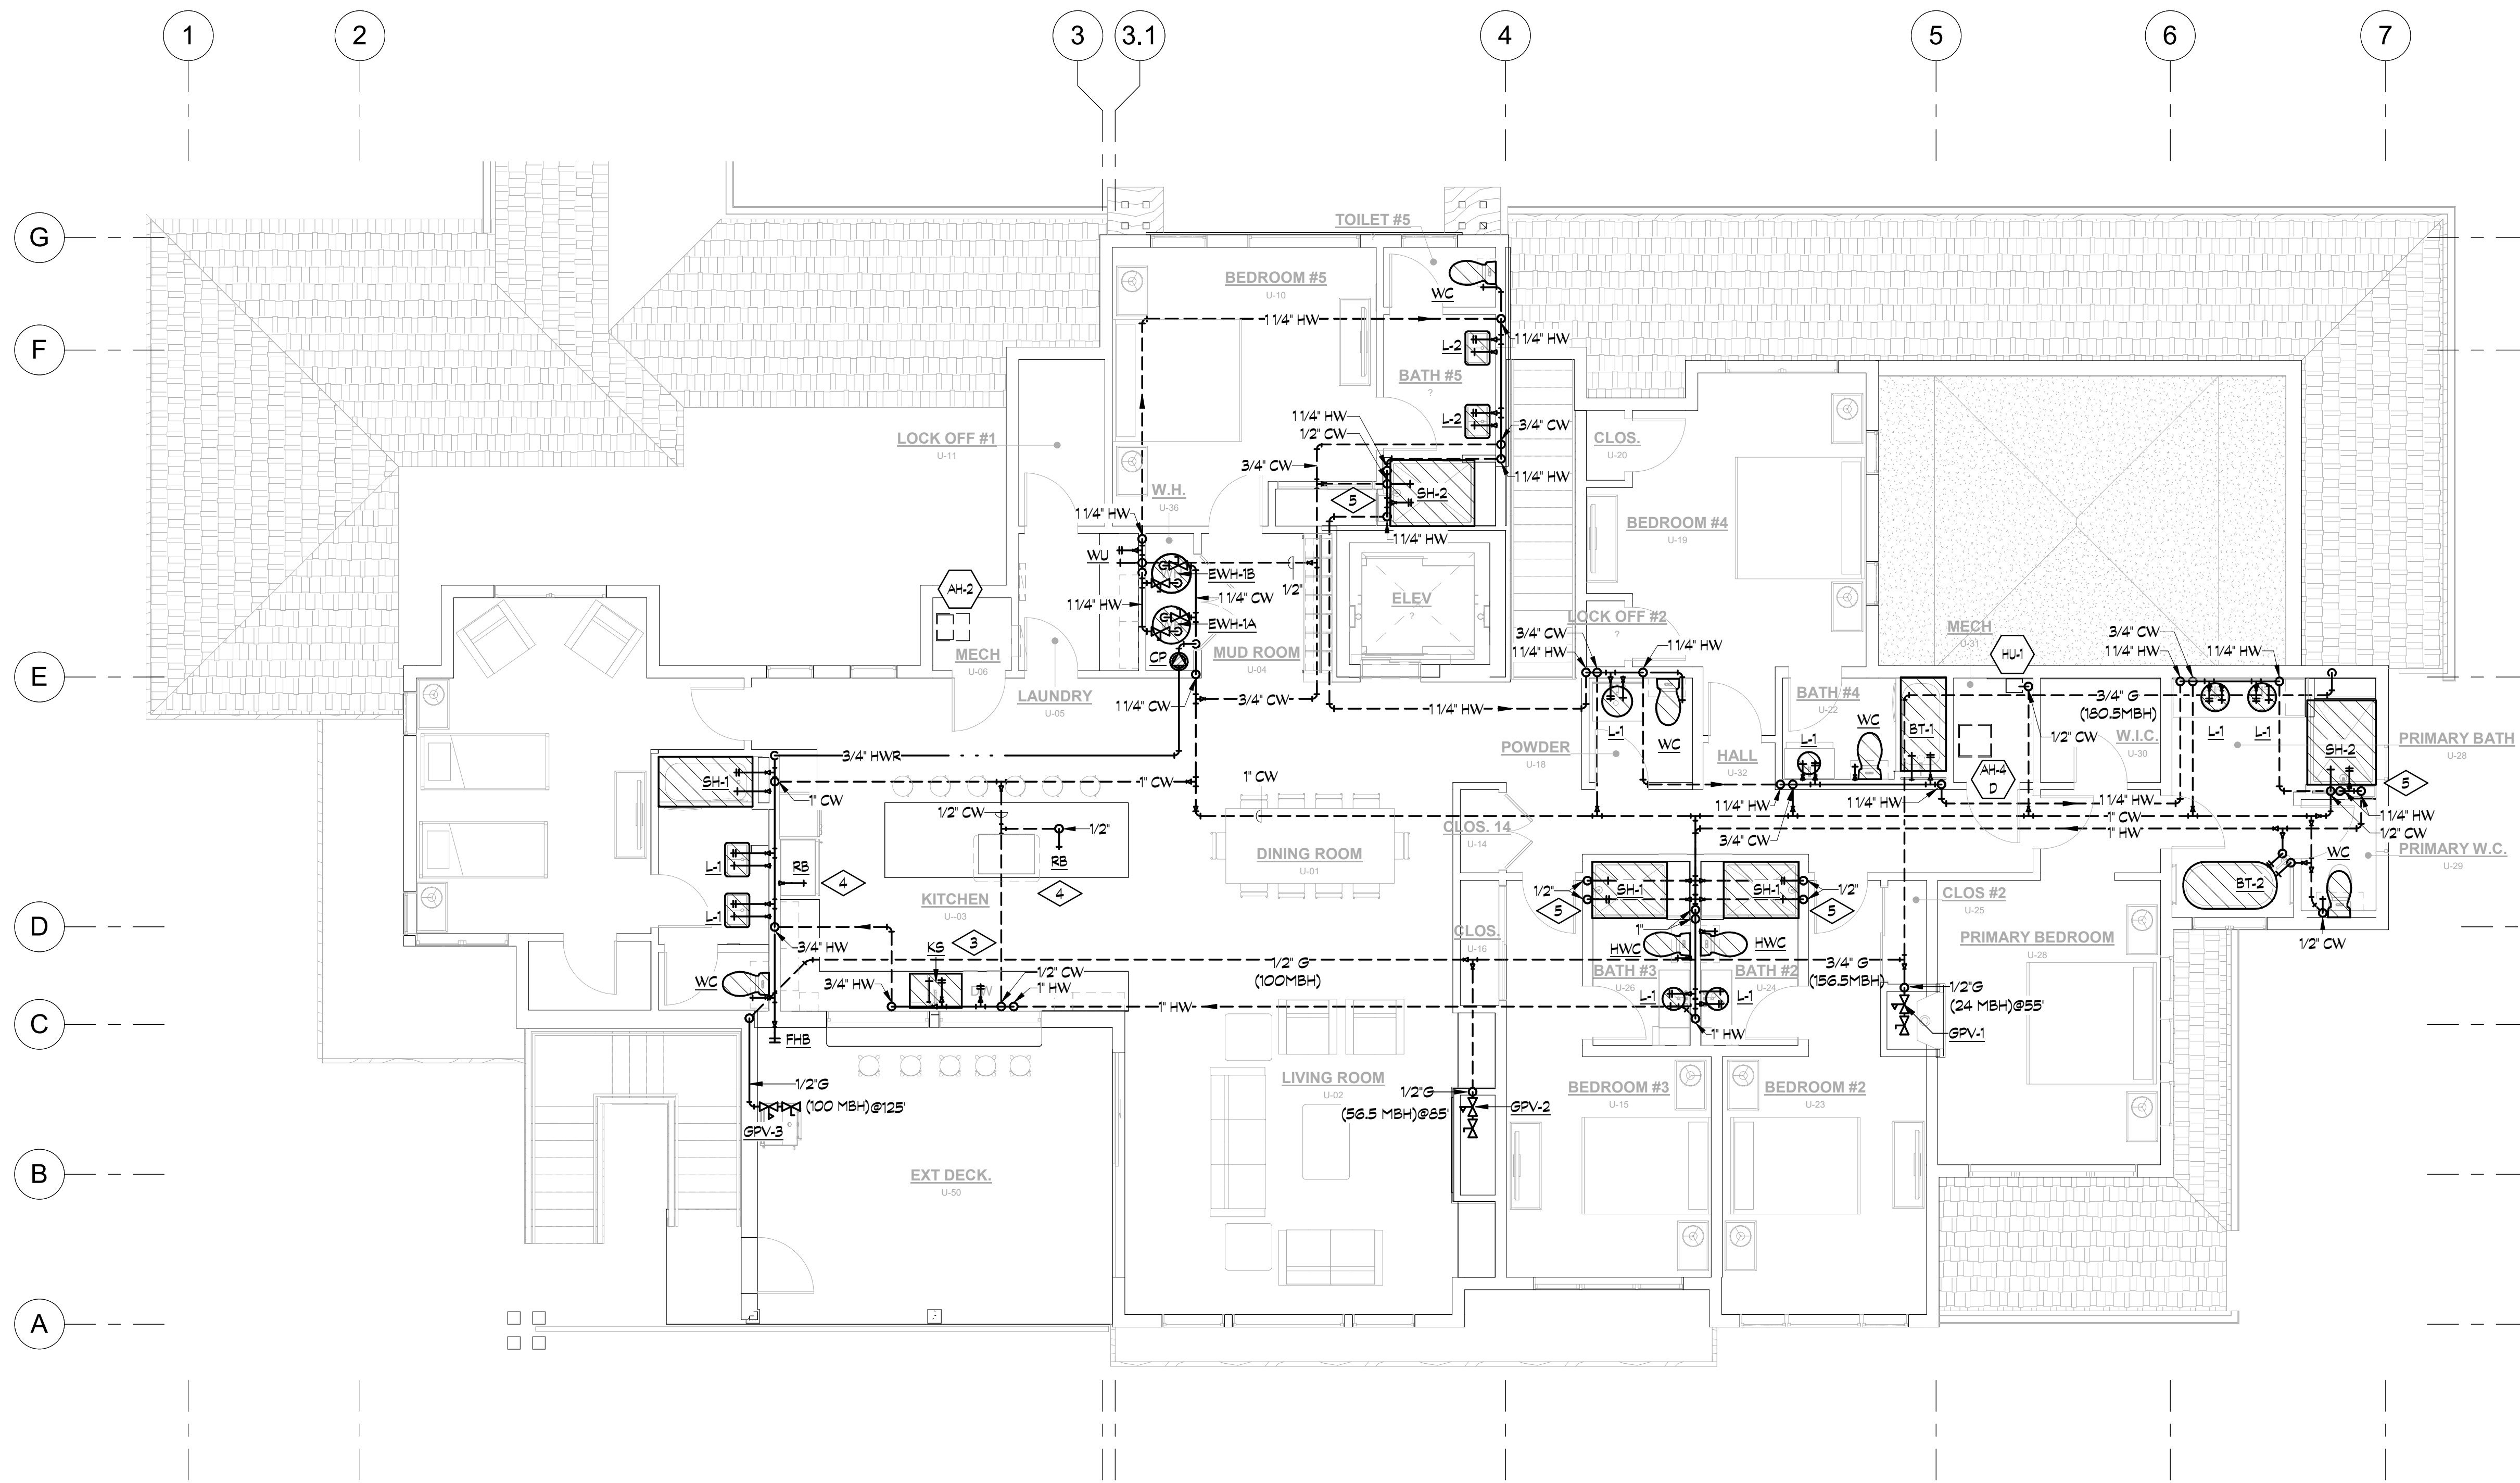 1
2
3
3.1
4
5
6
7
G
F
E
D
C
B
A
TOILET #5
WC
BEDROOM #5
U-10
1 1/4" HW
1 1/4" HW
L-2
BATH #5
?
L-2
1 1/4" HW
1/2" CW
3/4" CW
3/4" CW
1 1/4" HW
SH-2
5
1 1/4" HW
LOCK OFF #1
U-11
CLOS.
U-20
W.H.
U-36
BEDROOM #4
U-19
1 1/4" HW
WU
EWH-1B
1/2"
1 1/4" HW
1 1/4" CW
EWH-1A
CP
MUD ROOM
U-04
ELEV
?
AH-2
MECH
U-06
LAUNDRY
U-05
1 1/4" CW
3/4" CW
1 1/4" HW
LOCK OFF #2
?
3/4" CW
1 1/4" HW
1 1/4" HW
L-1
WC
POWDER
U-18
HALL
U-32
BATH #4
U-22
WC
L-1
BT-1
MECH
U-31
HU-1
3/4" G
(180.5MBH)
1/2" CW
W.I.C.
U-30
AH-4
D
3/4" CW
1 1/4" HW
1 1/4" HW
L-1
L-1
SH-2
PRIMARY BATH
U-28
5
3/4" HWR
1" CW
SH-1
1" CW
1" CW
1/2" CW
1/2"
RB
4
L-1
RB
4
L-1
KITCHEN
U--03
DINING ROOM
U-01
CLOS. 14
U-14
1 1/4" HW
1 1/4" HW
3/4" CW
1 1/4" HW
1" CW
1" HW
1 1/4" HW
1/2" CW
WC
PRIMARY W.C.
U-29
BT-2
1/2" CW
1/2"
SH-1
SH-1
1/2"
5
5
1"
CLOS.
U-16
HWC
HWC
BATH #3
U-26
BATH #2
U-24
L-1
L-1
1" HW
CLOS #2
U-25
PRIMARY BEDROOM
U-28
3/4" G
(156.5MBH)
1/2"G
(24 MBH)@55'
GPV-1
3/4" HW
KS
3
WC
3/4" HW
D/W
1/2" CW
1" HW
1/2" G
(100MBH)
1" HW
FHB
1/2"G
(100 MBH)@125'
GPV-3
LIVING ROOM
U-02
1/2"G
(56.5 MBH)@85'
GPV-2
BEDROOM #3
U-15
BEDROOM #2
U-23
EXT DECK.
U-50